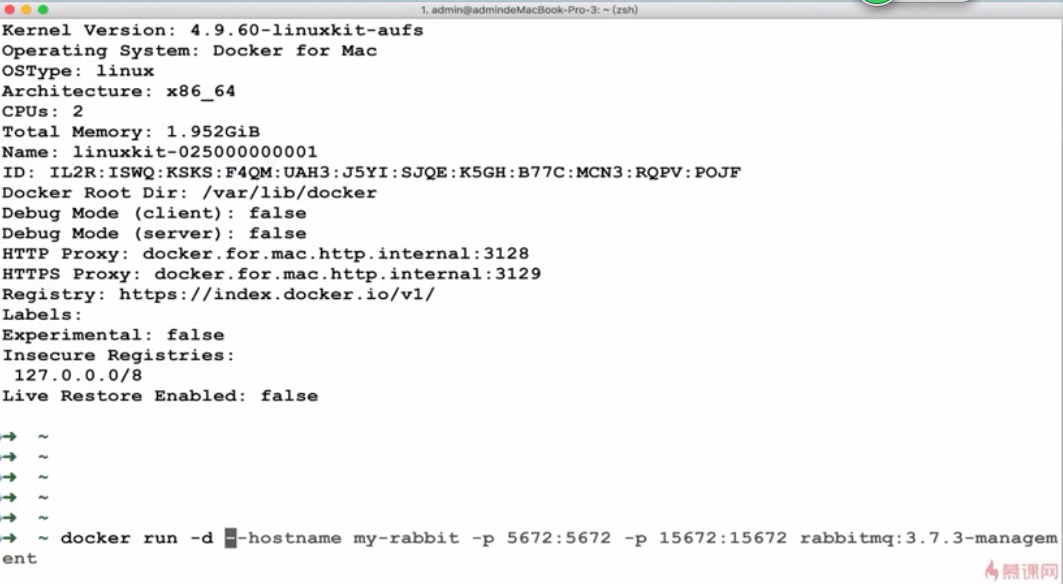 1. admin@admindeMacBook-Pro-3: ~ (zsh)
Kernel Version: 4.9.60-linuxkit-aufs
Operating System: Docker for Mac
OSType: linux
Architecture: x86_64
CPUs: 2
Total Memory: 1.952GiB
Name: linuxkit-025000000001
ID: IL2R:ISWQ:KSKS:F4QM:UAH3:J5YI:SJQE:K5GH:B77C:MCN3:RQPV:POJF
Docker Root Dir: /var/lib/docker
Debug Mode (client): false
Debug Mode (server): false
HTTP Proxy: docker.for.mac.http.internal:3128
HTTPS Proxy: docker.for.mac.http.internal:3129
Registry: https://index.docker.io/v1/
Labels:
Experimental: false
Insecure Registries:
 127.0.0.0/8
Live Restore Enabled: false
➜  ~
➜  ~
➜  ~
➜  ~
➜  ~
➜  ~ docker run -d --hostname my-rabbit -p 5672:5672 -p 15672:15672 rabbitmq:3.7.3-managem
ent
慕课网